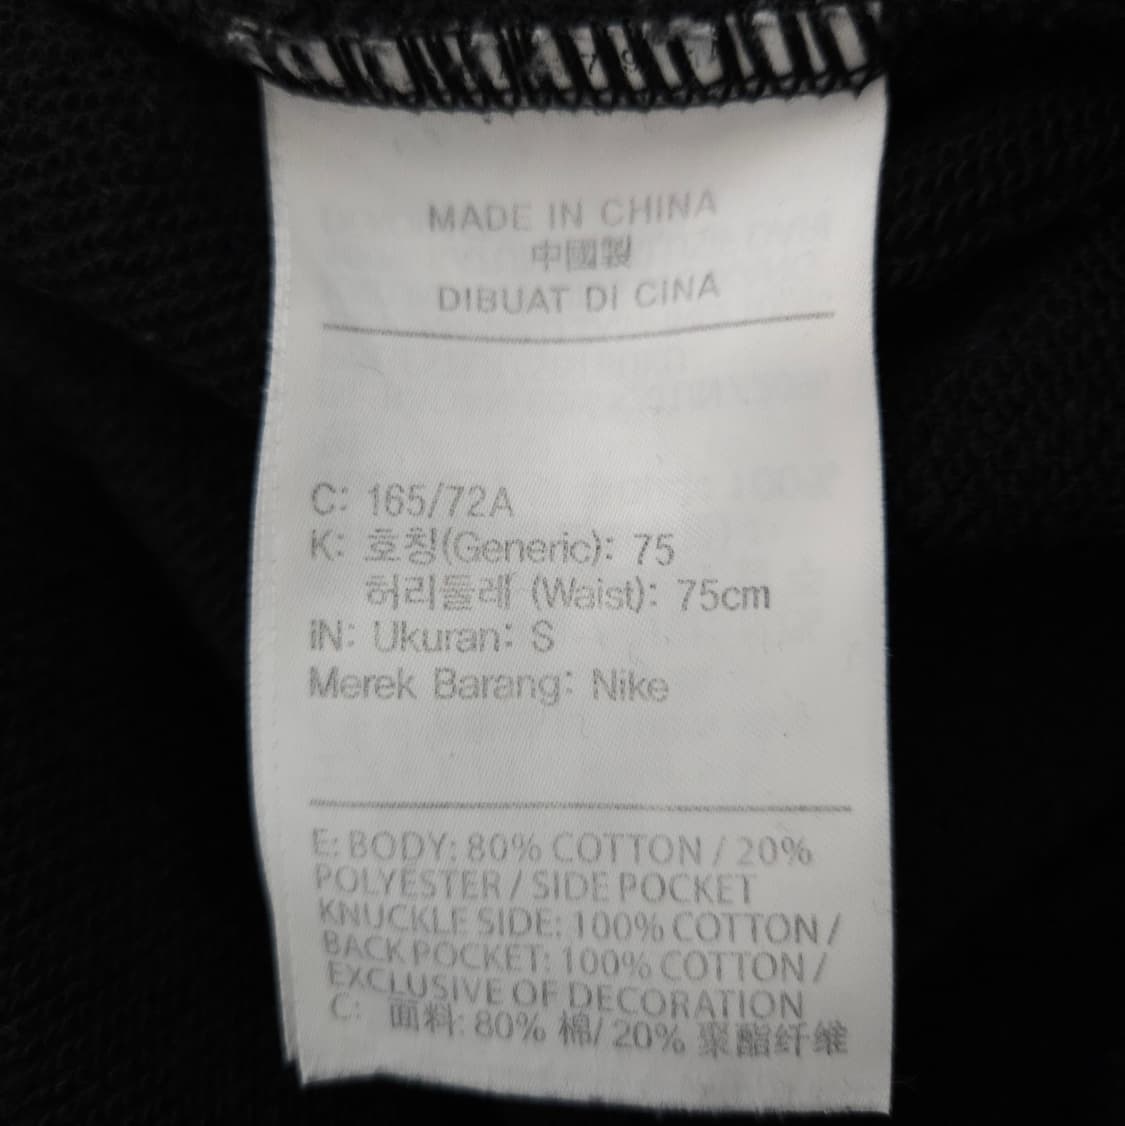 MADE IN CHINA
中國製
DIBUAT DI CINA
C: 165/72A
K: 호칭(Generic): 75
허리둘레 (Waist): 75cm
iN: Ukuran: S
Merek Barang: Nike
E: BODY: 80% COTTON / 20%
POLYESTER / SIDE POCKET
KNUCKLE SIDE: 100% COTTON /
BACK POCKET: 100% COTTON /
EXCLUSIVE OF DECORATION
C: 面料: 80% 棉/ 20% 聚酯纤维